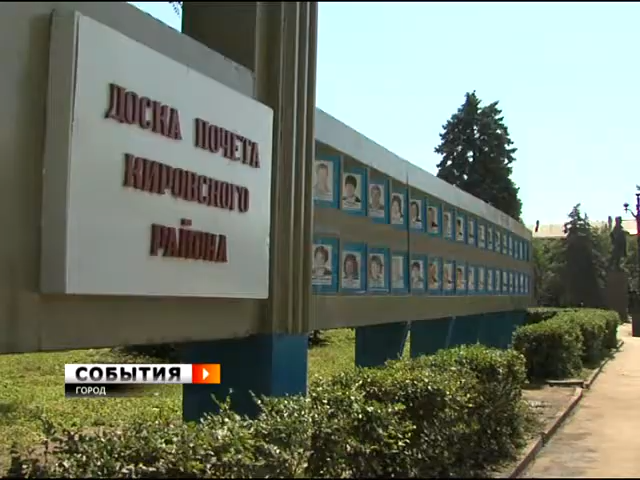 ДОСКА ПОЧЕТА
КИРОВСКОГО
РАЙОНА
СОБЫТИЯ
ГОРОД